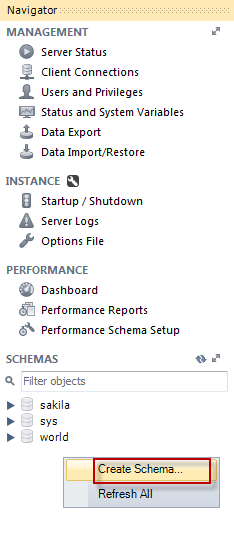 Navigator
MANAGEMENT
Server Status
Client Connections
Users and Privileges
Status and System Variables
Data Export
Data Import/Restore
INSTANCE
Startup / Shutdown
Server Logs
Options File
PERFORMANCE
Dashboard
Performance Reports
Performance Schema Setup
SCHEMAS
Filter objects
sakila
sys
world
Create Schema...
Refresh All